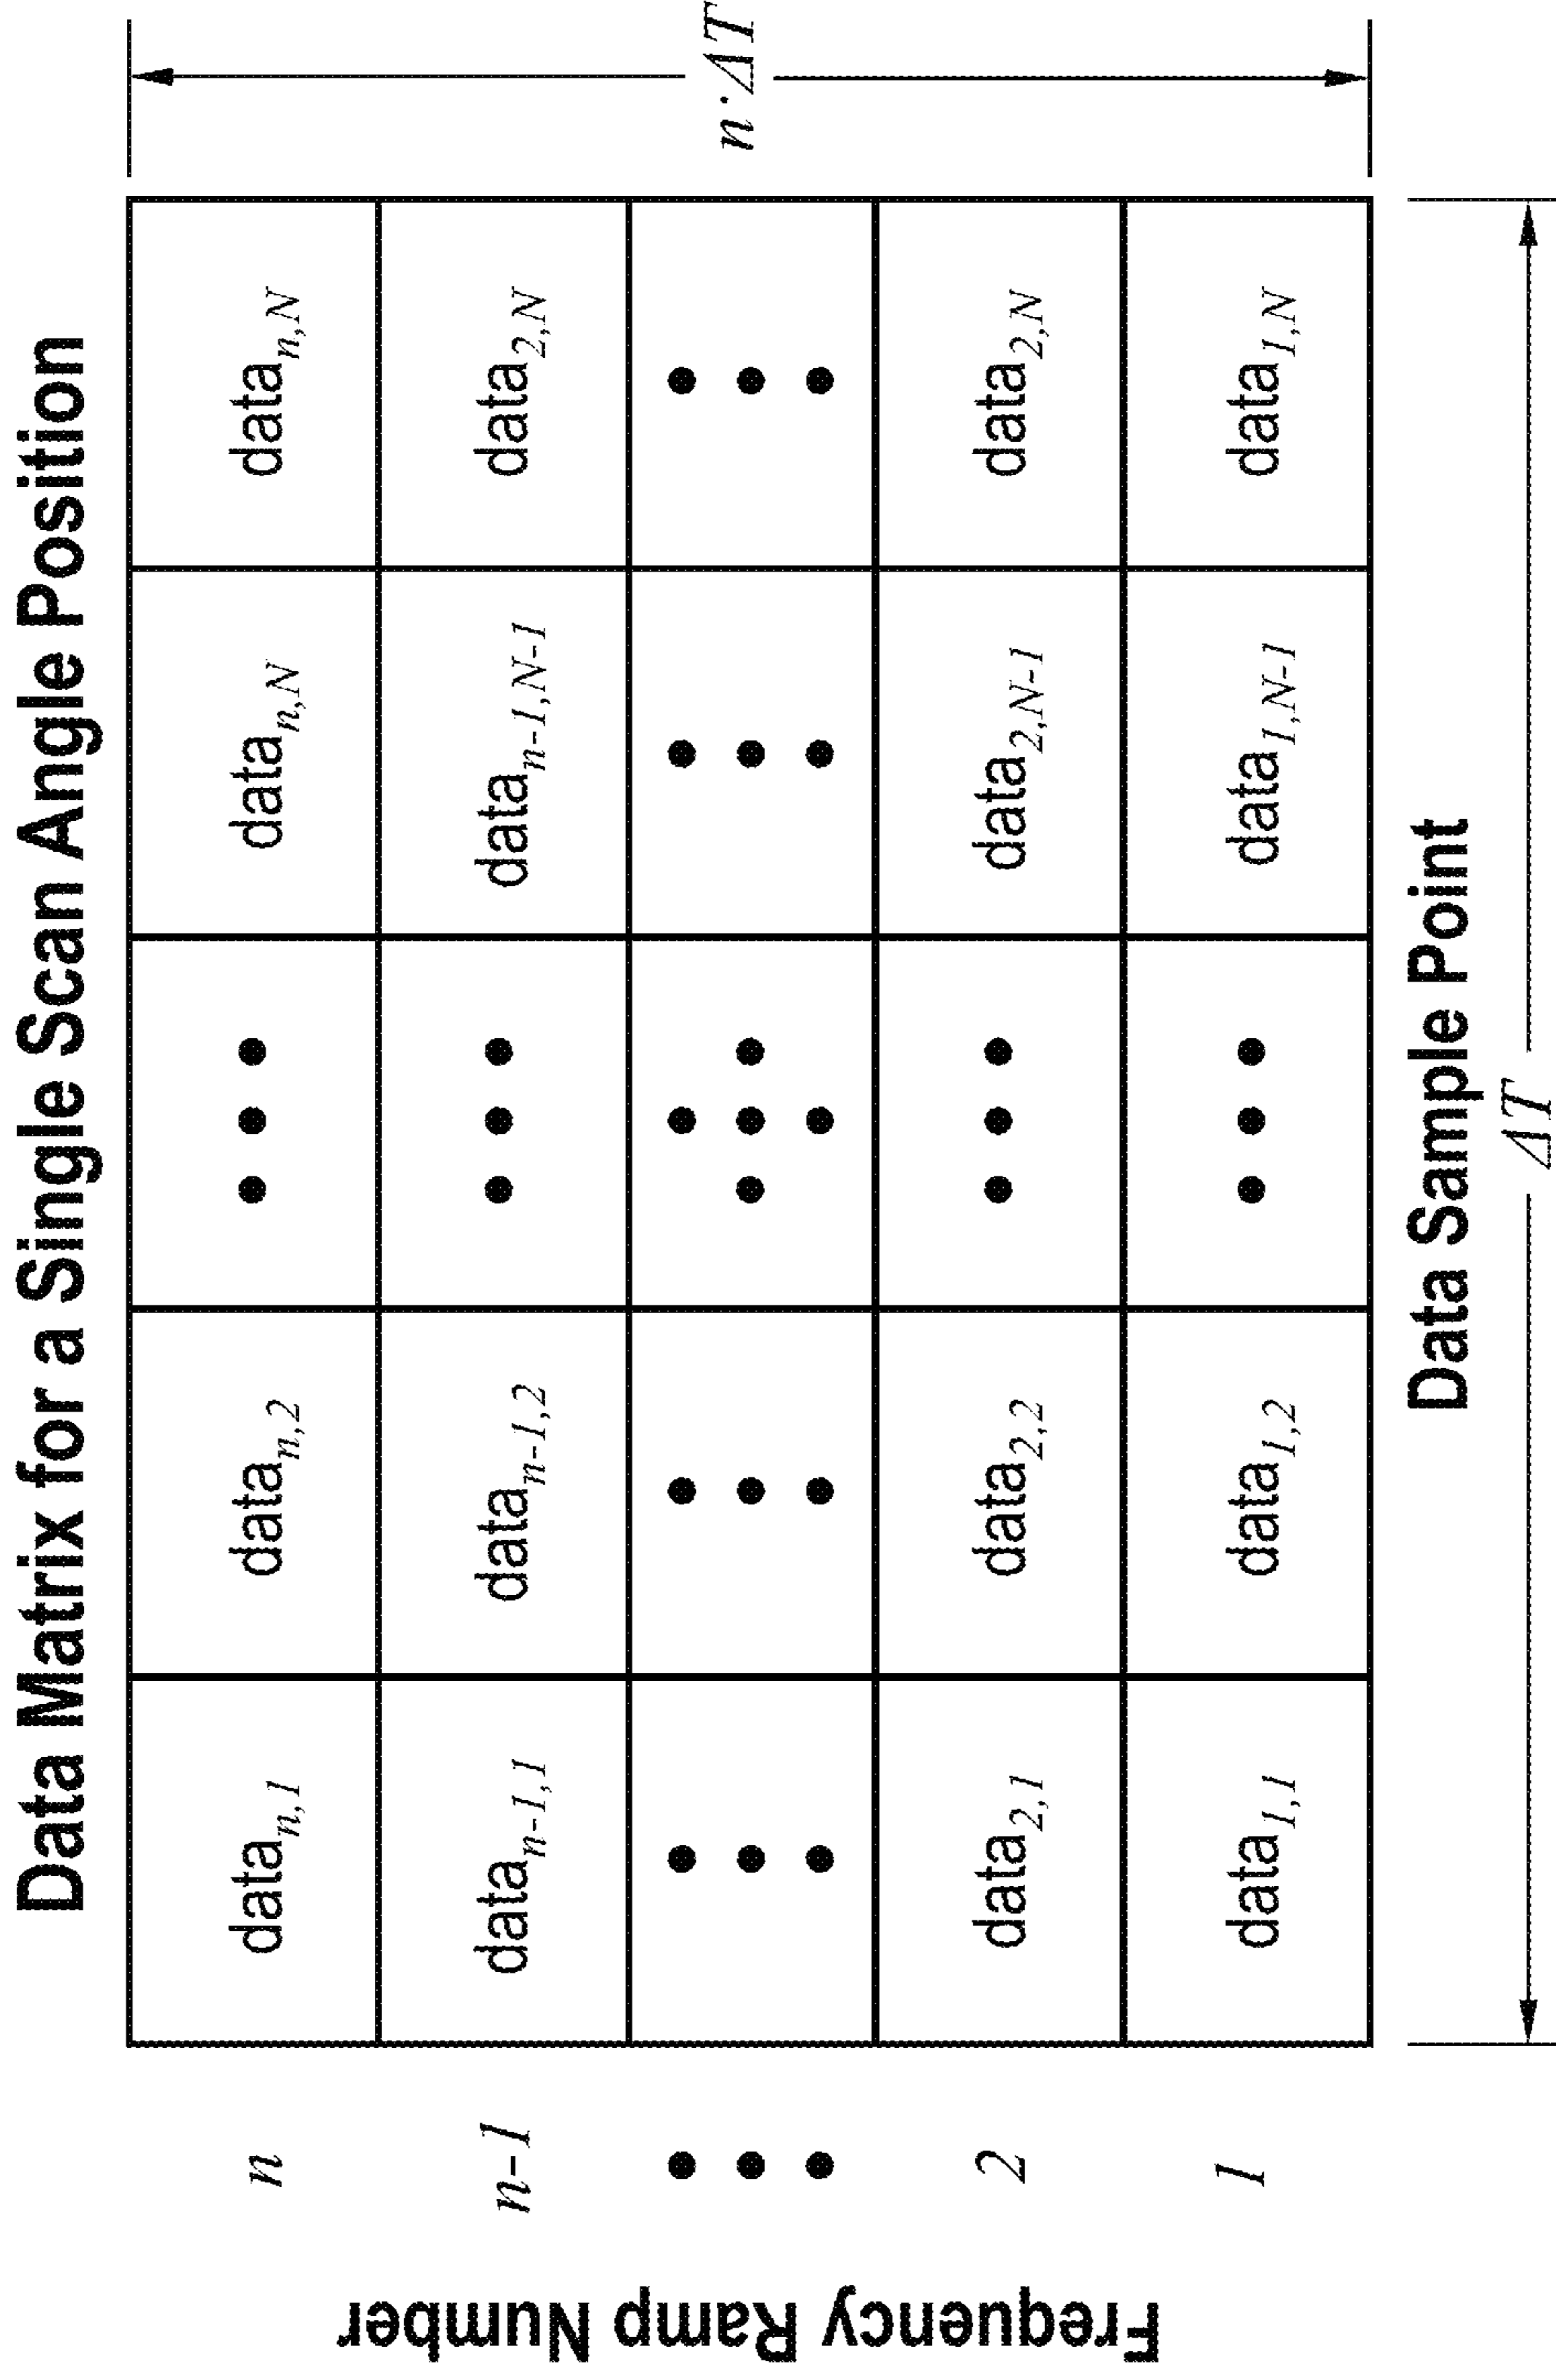 Data Matrix for a Single Scan Angle Position
n data_{n,1} data_{n,2} • • • data_{n,N} data_{n,N}
n-1 data_{n-1,1} data_{n-1,2} • • • data_{n-1,N-1} data_{2,N}
2 data_{2,1} data_{2,2} • • • data_{2,N-1} data_{2,N}
1 data_{1,1} data_{1,2} • • • data_{1,N-1} data_{1,N}
Frequency Ramp Number
n·ΔT
Data Sample Point
ΔT